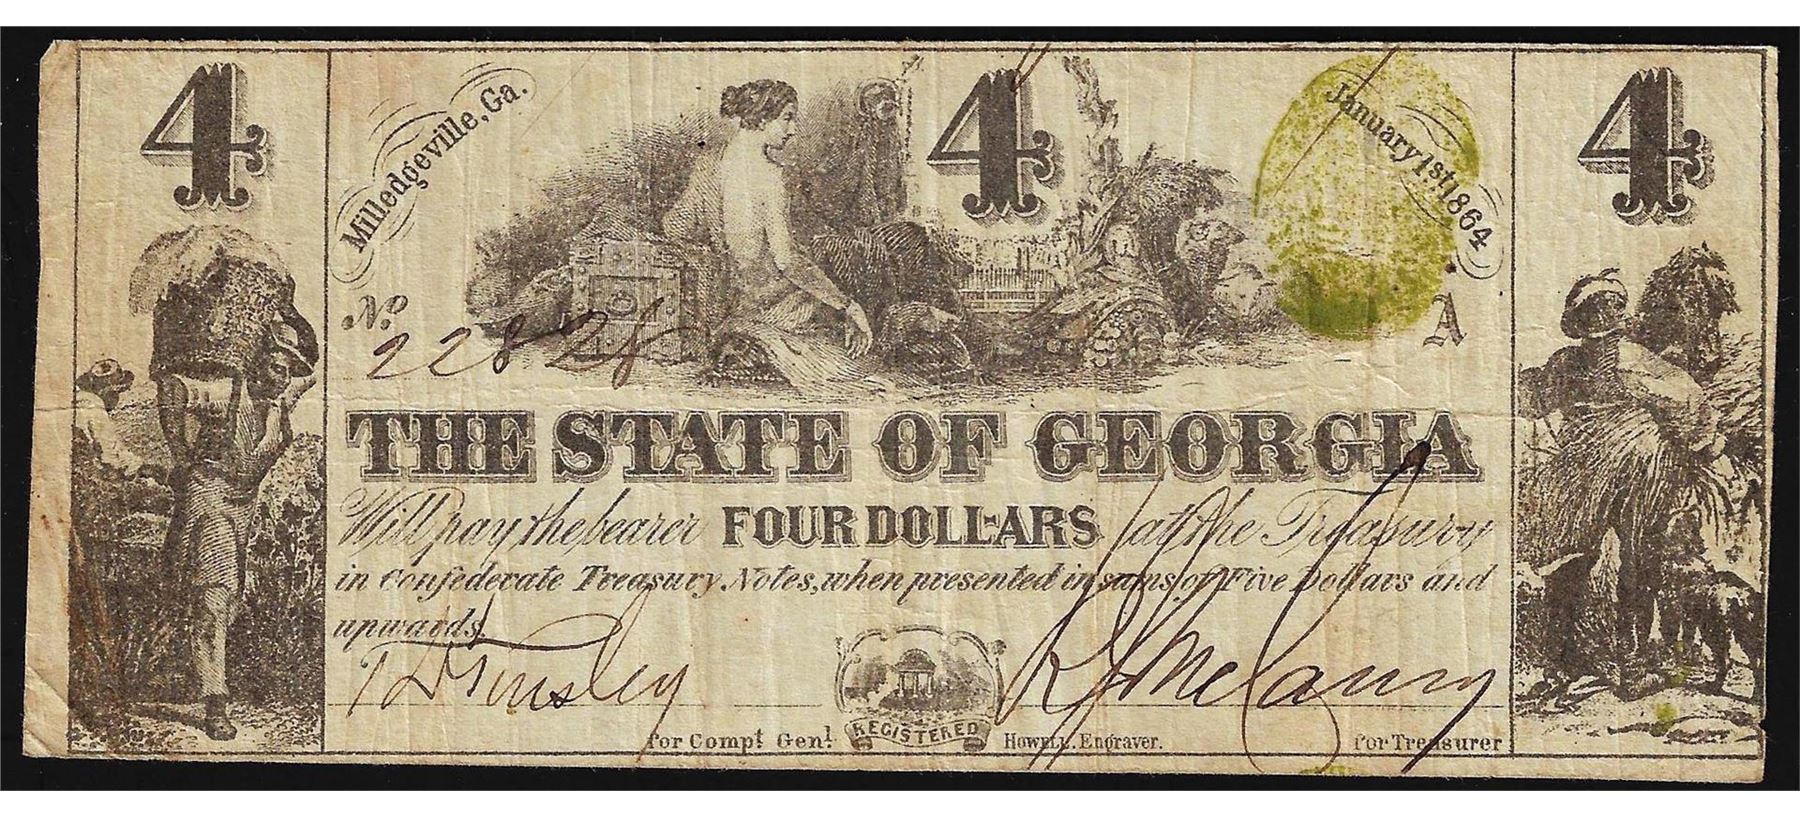 4 4 4
Milledgeville, Ga.
January 1st, 1864
No. 22828
A
THE STATE OF GEORGIA
Will pay the bearer FOUR DOLLARS at the Treasury
in Confederate Treasury Notes, when presented in sums of Five Dollars and
upwards
T D Tinsley
for Compt Genl.
REGISTERED
Howell. Engraver.
for Treasurer